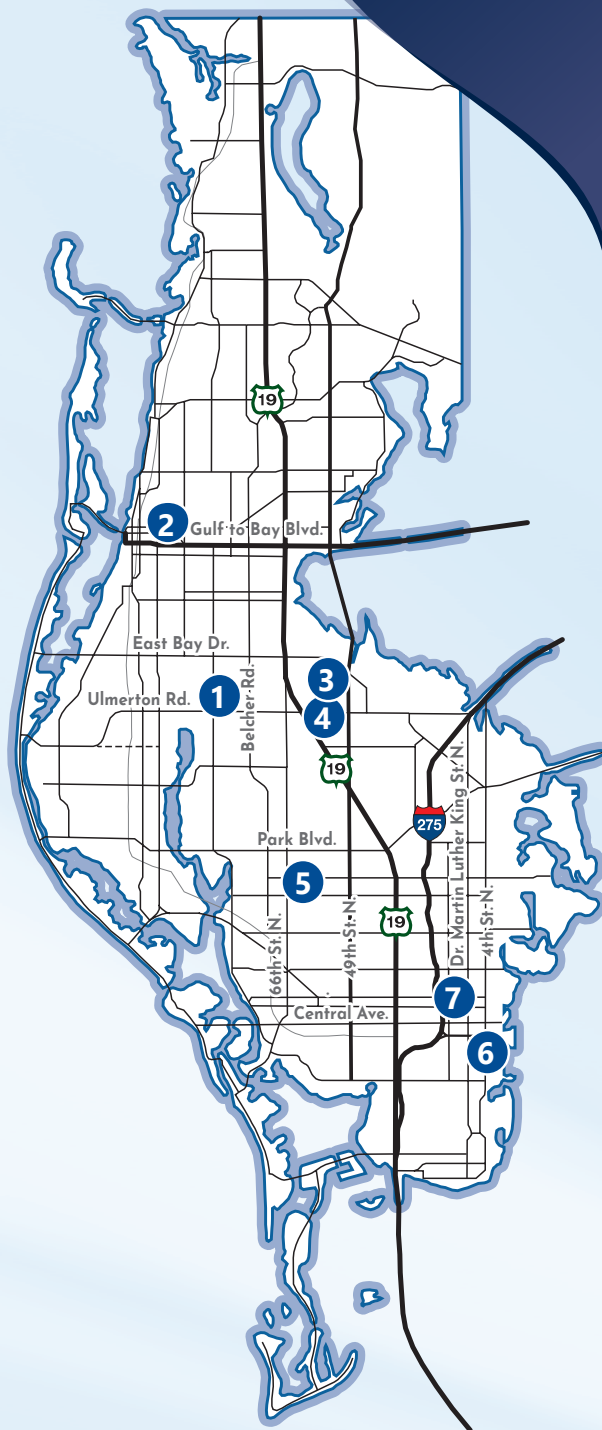 19
2
Gulf to Bay Blvd.
East Bay Dr.
3
1
Ulmerton Rd.
Belcher Rd.
4
19
275
Dr. Martin Luther King St. N.
Park Blvd.
5
66th St. N.
49th St. N.
19
4th St. N.
7
Central Ave.
6